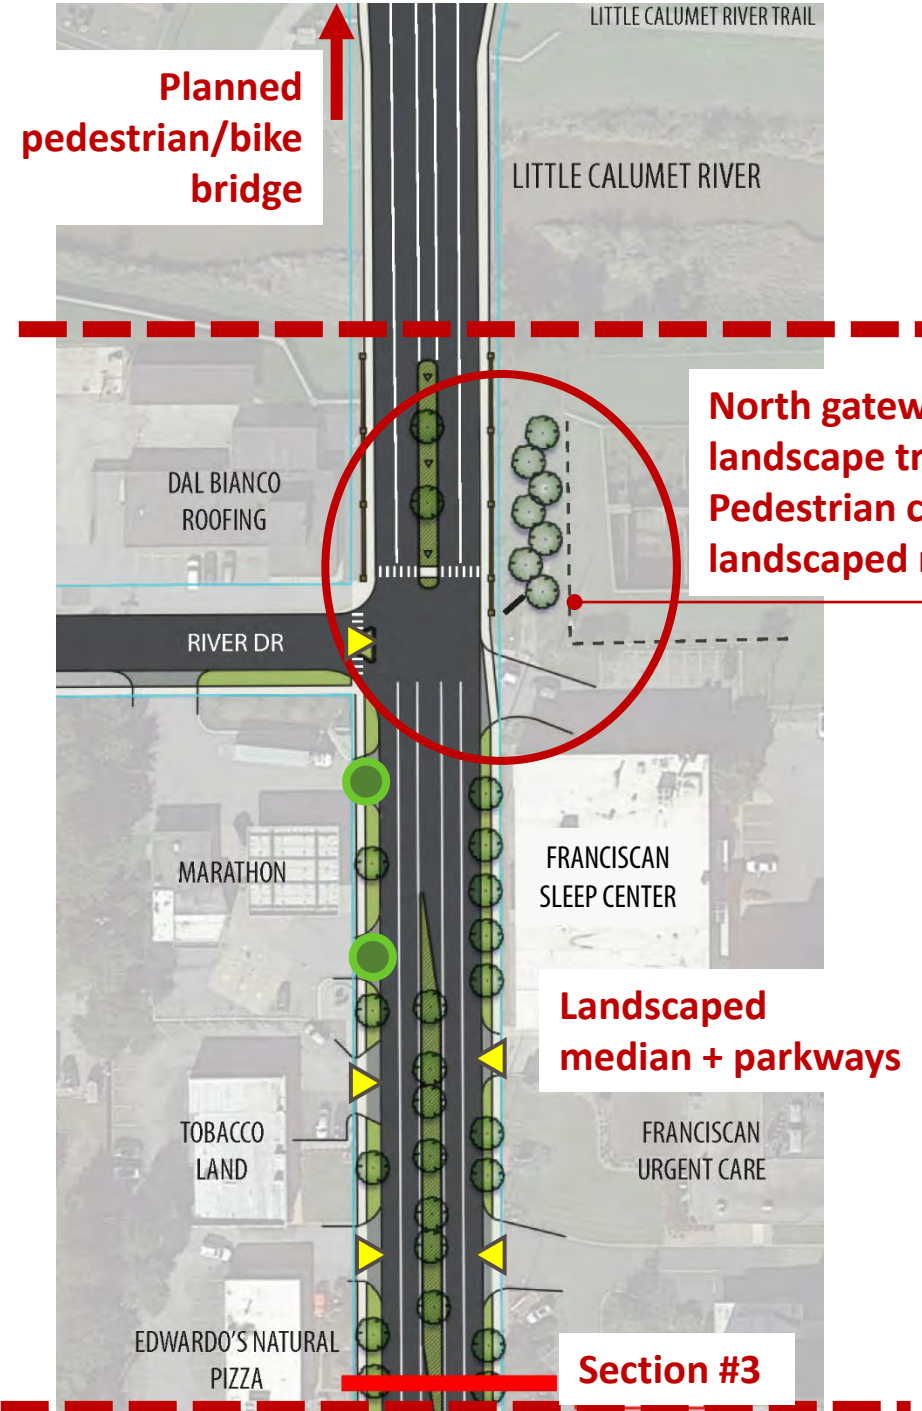 LITTLE CALUMET RIVER TRAIL
Planned
pedestrian/bike
bridge
LITTLE CALUMET RIVER
North gatew
landscape tr
Pedestrian c
landscaped
DAL BIANCO
ROOFING
RIVER DR
MARATHON
FRANCISCAN
SLEEP CENTER
Landscaped
median + parkways
TOBACCO
LAND
FRANCISCAN
URGENT CARE
EDWARDO'S NATURAL
PIZZA
Section #3